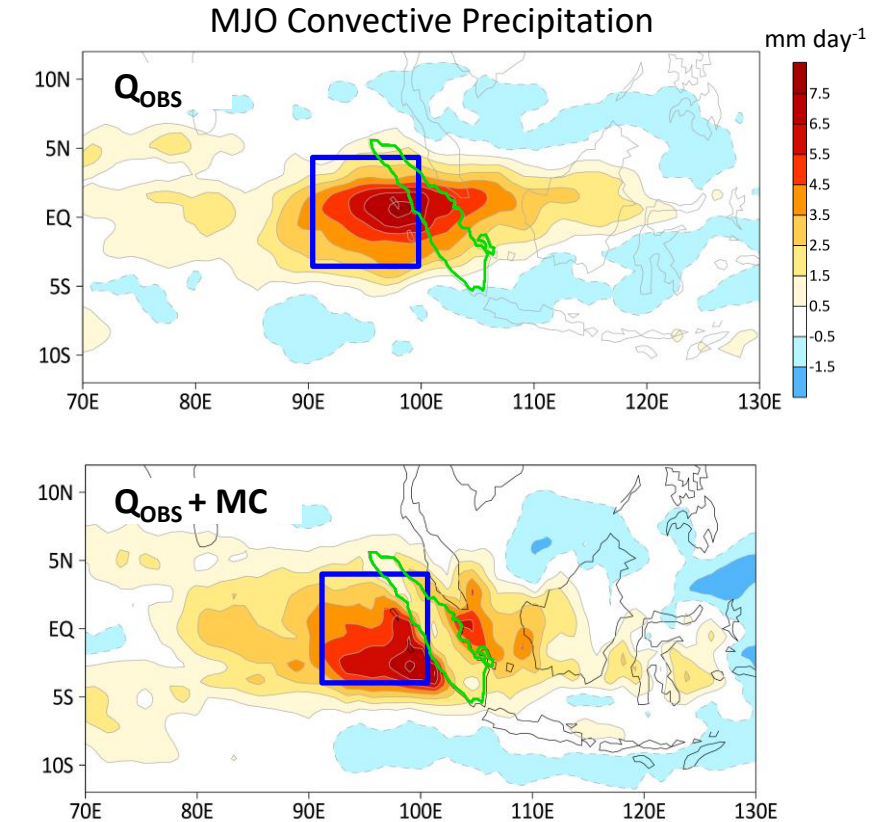 MJO Convective Precipitation
mm day-1
QOBS
10N
5N
EQ
5S
10S
70E 80E 90E 100E 110E 120E 130E
7.5
6.5
5.5
4.5
3.5
2.5
1.5
0.5
-0.5
-1.5
QOBS + MC
10N
5N
EQ
5S
10S
70E 80E 90E 100E 110E 120E 130E